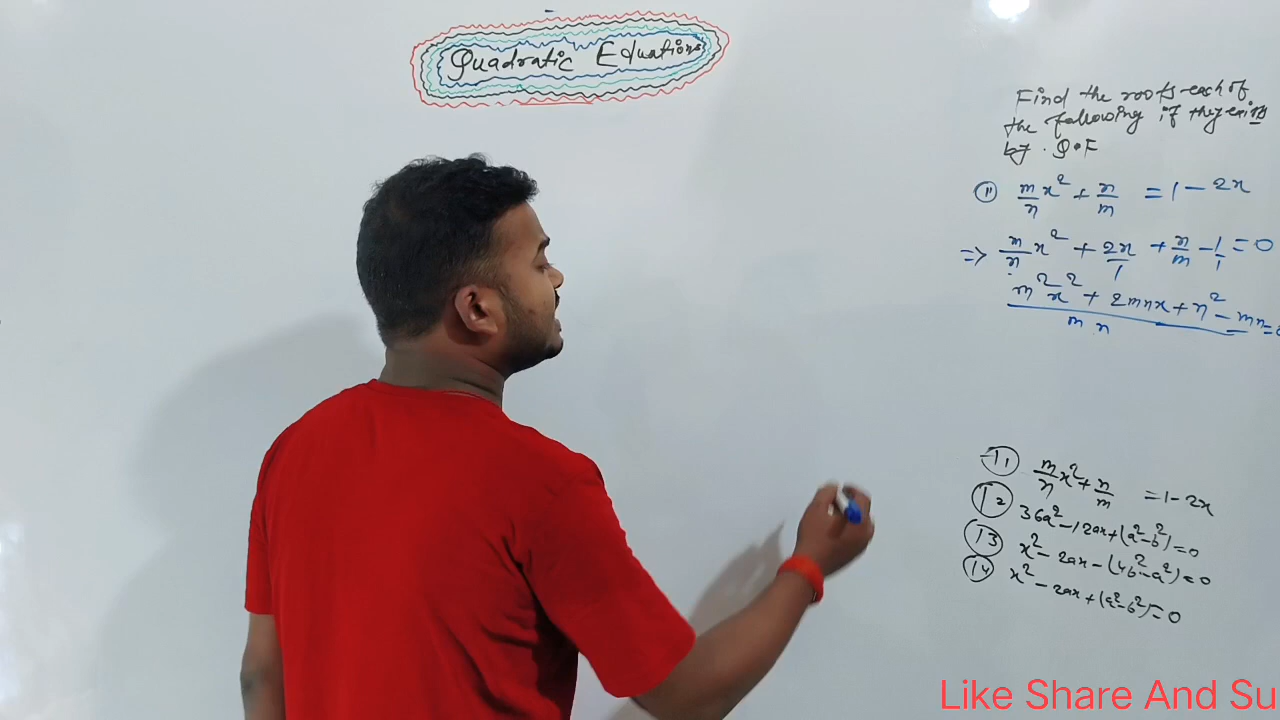 Quadratic Equations
Find the roots each of
the following if they exists
by. Q.F
⑪ m/n x² + n/m = 1 - 2x
=> m/n x² + 2x/1 + n/m - 1/1 = 0
m²x² + 2mnx + n² - mn / m n = 0
⑪ m/n x² + n/m = 1 - 2x
⑫ 36a² - 12ax + (a² - b²) = 0
⑬ x² - 2ax - (4b² - a²) = 0
⑭ x² - 2ax + (a² - b²) = 0
Like Share And Su